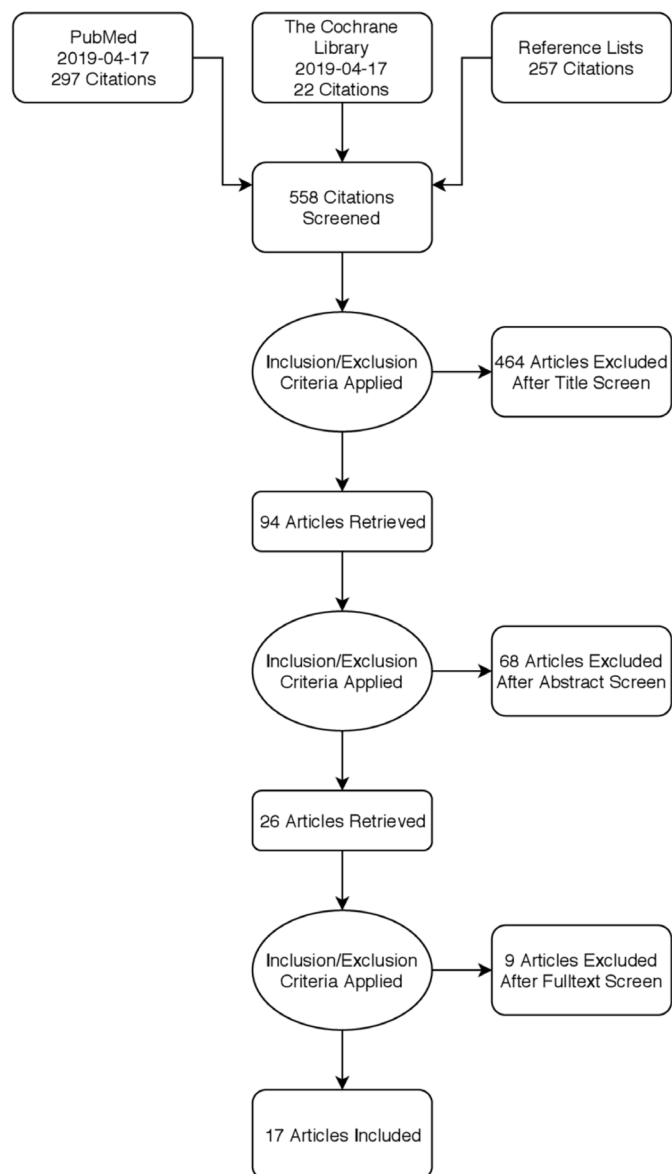 PubMed
2019-04-17
297 Citations
The Cochrane
Library
2019-04-17
22 Citations
Reference Lists
257 Citations
558 Citations
Screened
Inclusion/Exclusion
Criteria Applied
464 Articles Excluded
After Title Screen
94 Articles Retrieved
Inclusion/Exclusion
Criteria Applied
68 Articles Excluded
After Abstract Screen
26 Articles Retrieved
Inclusion/Exclusion
Criteria Applied
9 Articles Excluded
After Fulltext Screen
17 Articles Included